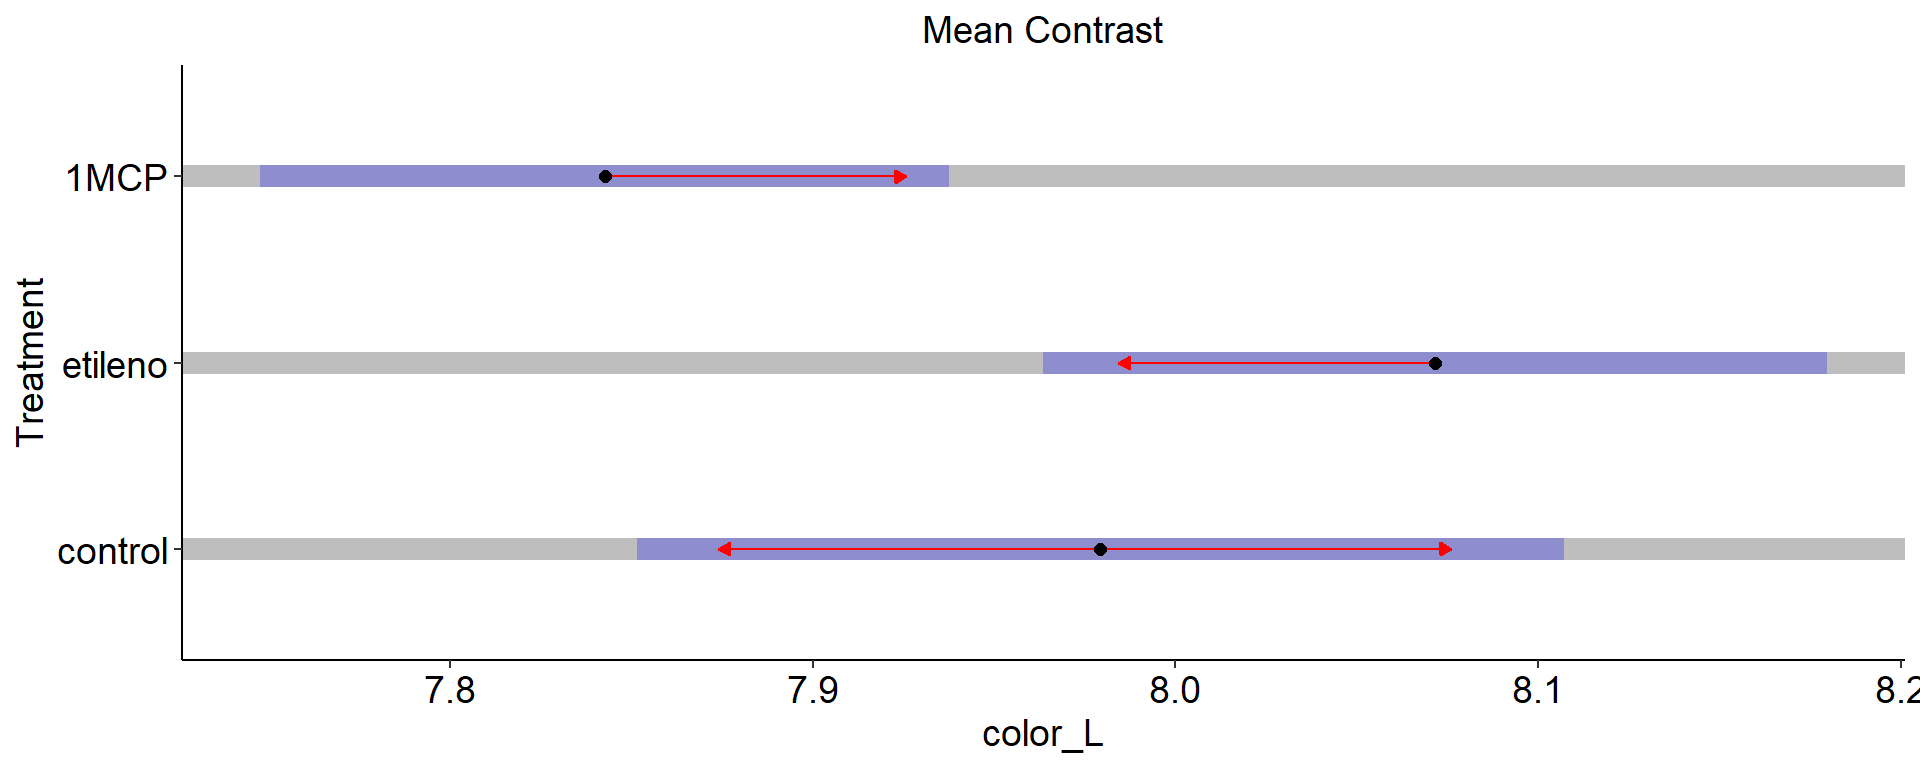 Mean Contrast
1MCP
etileno
control
Treatment
7.8 7.9 8.0 8.1 8.2
color_L